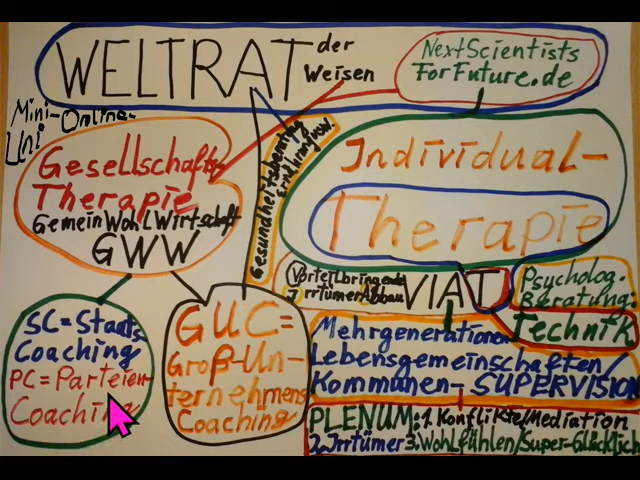 WELTRAT der
Weisen
NextScientists
ForFuture.de
Mini-Online-
Uni
Gesellschafts-
Therapie
GemeinWohlWirtschaft
GWW
Gesundheitsberatung
Ernährung usw.
Individual-
Therapie
Vorteilbringende
IrrtümerAbbau
VIAT
Psycholog.
Beratung:
Technik
SC=Staats-
Coaching
PC=Parteien-
Coaching
GUC=
Groß-Un-
ternehmens
Coaching
Mehrgenerationen
Lebensgemeinschaften/
Kommunen-SUPERVISION
PLENUM:1.Konflikte/Mediation
2.Irrtümer 3.Wohlfühlen/Super-Glücklich